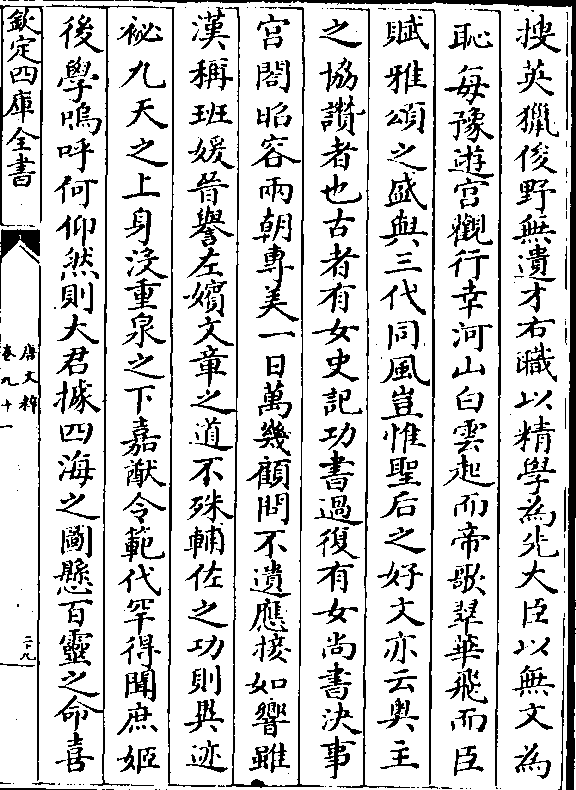 搜英獵俊野無遺才右職以精學為先大臣以無文為
恥每豫遊宮觀行幸河山白雲起而帝歌翠華飛而臣
賦雅頌之盛與三代同風豈惟聖后之好文亦云奧主
之協讚者也古者有女史記功書過復有女尚書決事
宮閤昭容兩朝專美一日萬幾顧問不遺應接如響雖
漢稱班媛晉譽左嬪文章之道不殊輔佐之功則異迹
祕九天之上身沒重泉之下嘉猷令範代罕得聞庶姬
後學嗚呼何仰然則大君據四海之圖懸百靈之命喜
欽定四庫全書
唐文粹
卷九十一
二十九